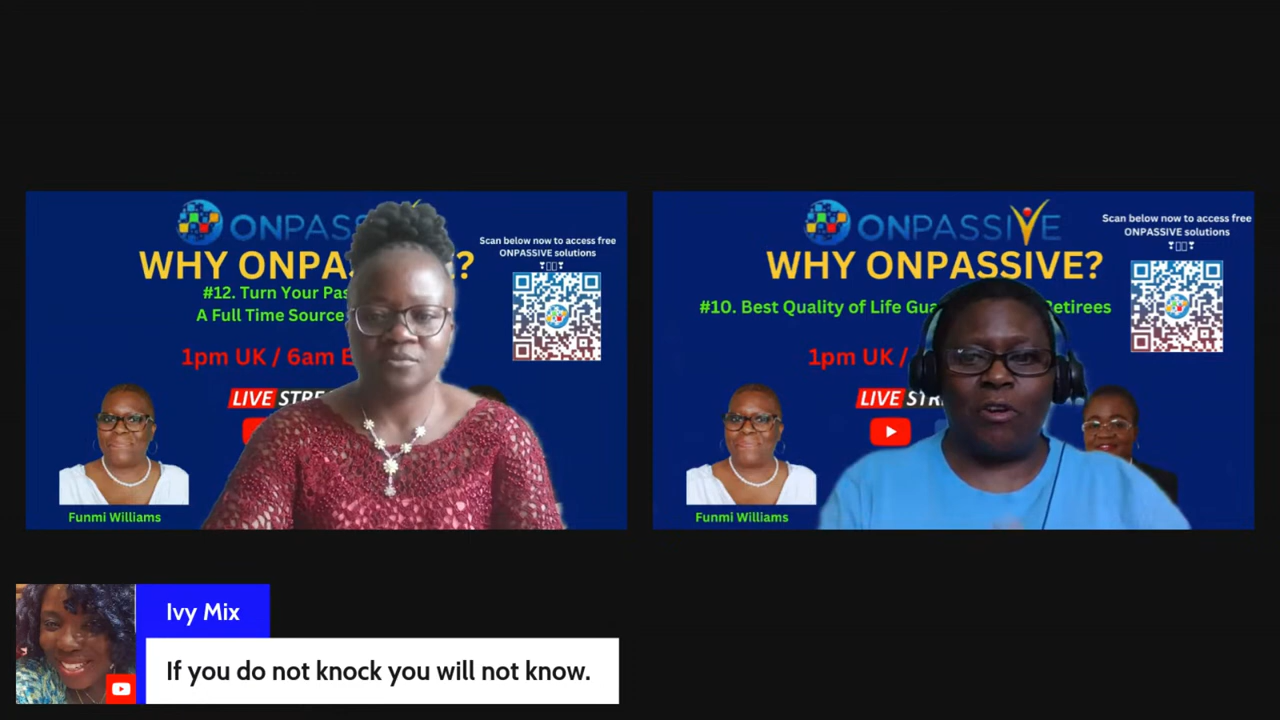 ONPASS
WHY ONPA ?
#12. Turn Your Pas
A Full Time Source
1pm UK / 6am E
LIVE STRE
Funmi Williams
Scan below now to access free
ONPASSIVE solutions
ONPASSIVE
WHY ONPASSIVE?
#10. Best Quality of Life Gua Retirees
1pm UK /
LIVE STR
Funmi Williams
Scan below now to access free
ONPASSIVE solutions
Ivy Mix
If you do not knock you will not know.